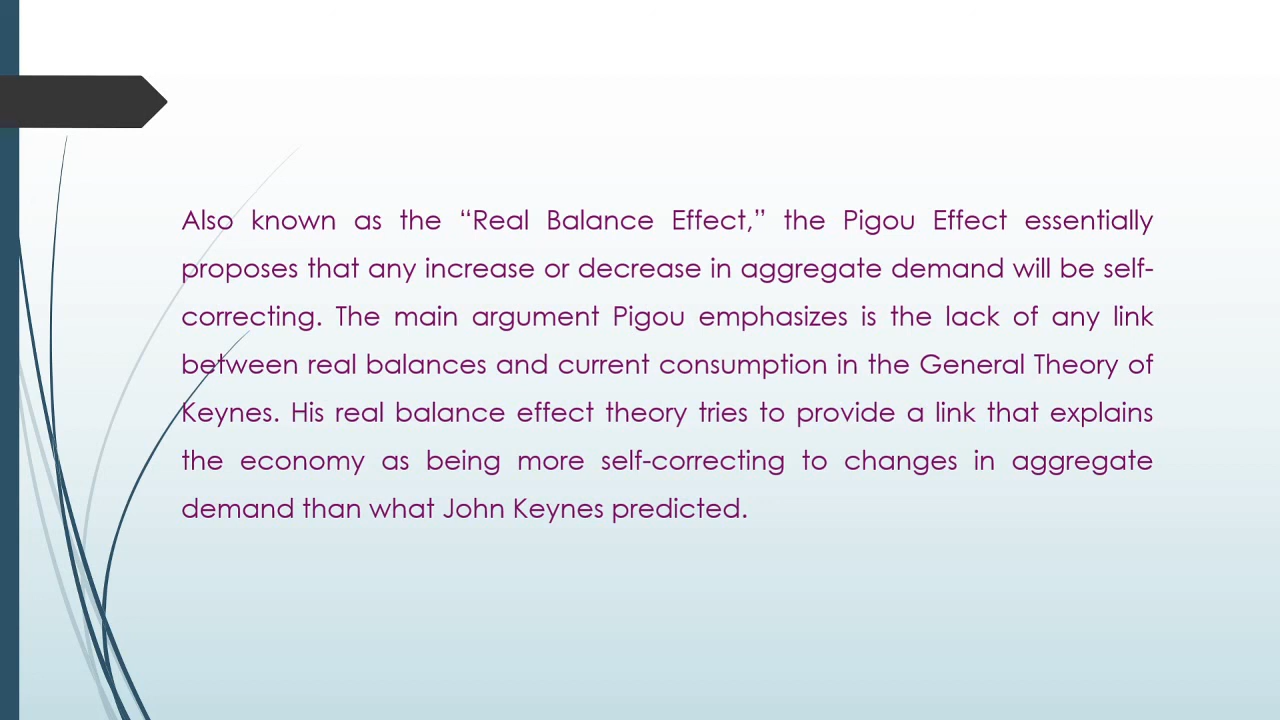 Also known as the “Real Balance Effect,” the Pigou Effect essentially
proposes that any increase or decrease in aggregate demand will be self-
correcting. The main argument Pigou emphasizes is the lack of any link
between real balances and current consumption in the General Theory of
Keynes. His real balance effect theory tries to provide a link that explains
the economy as being more self-correcting to changes in aggregate
demand than what John Keynes predicted.